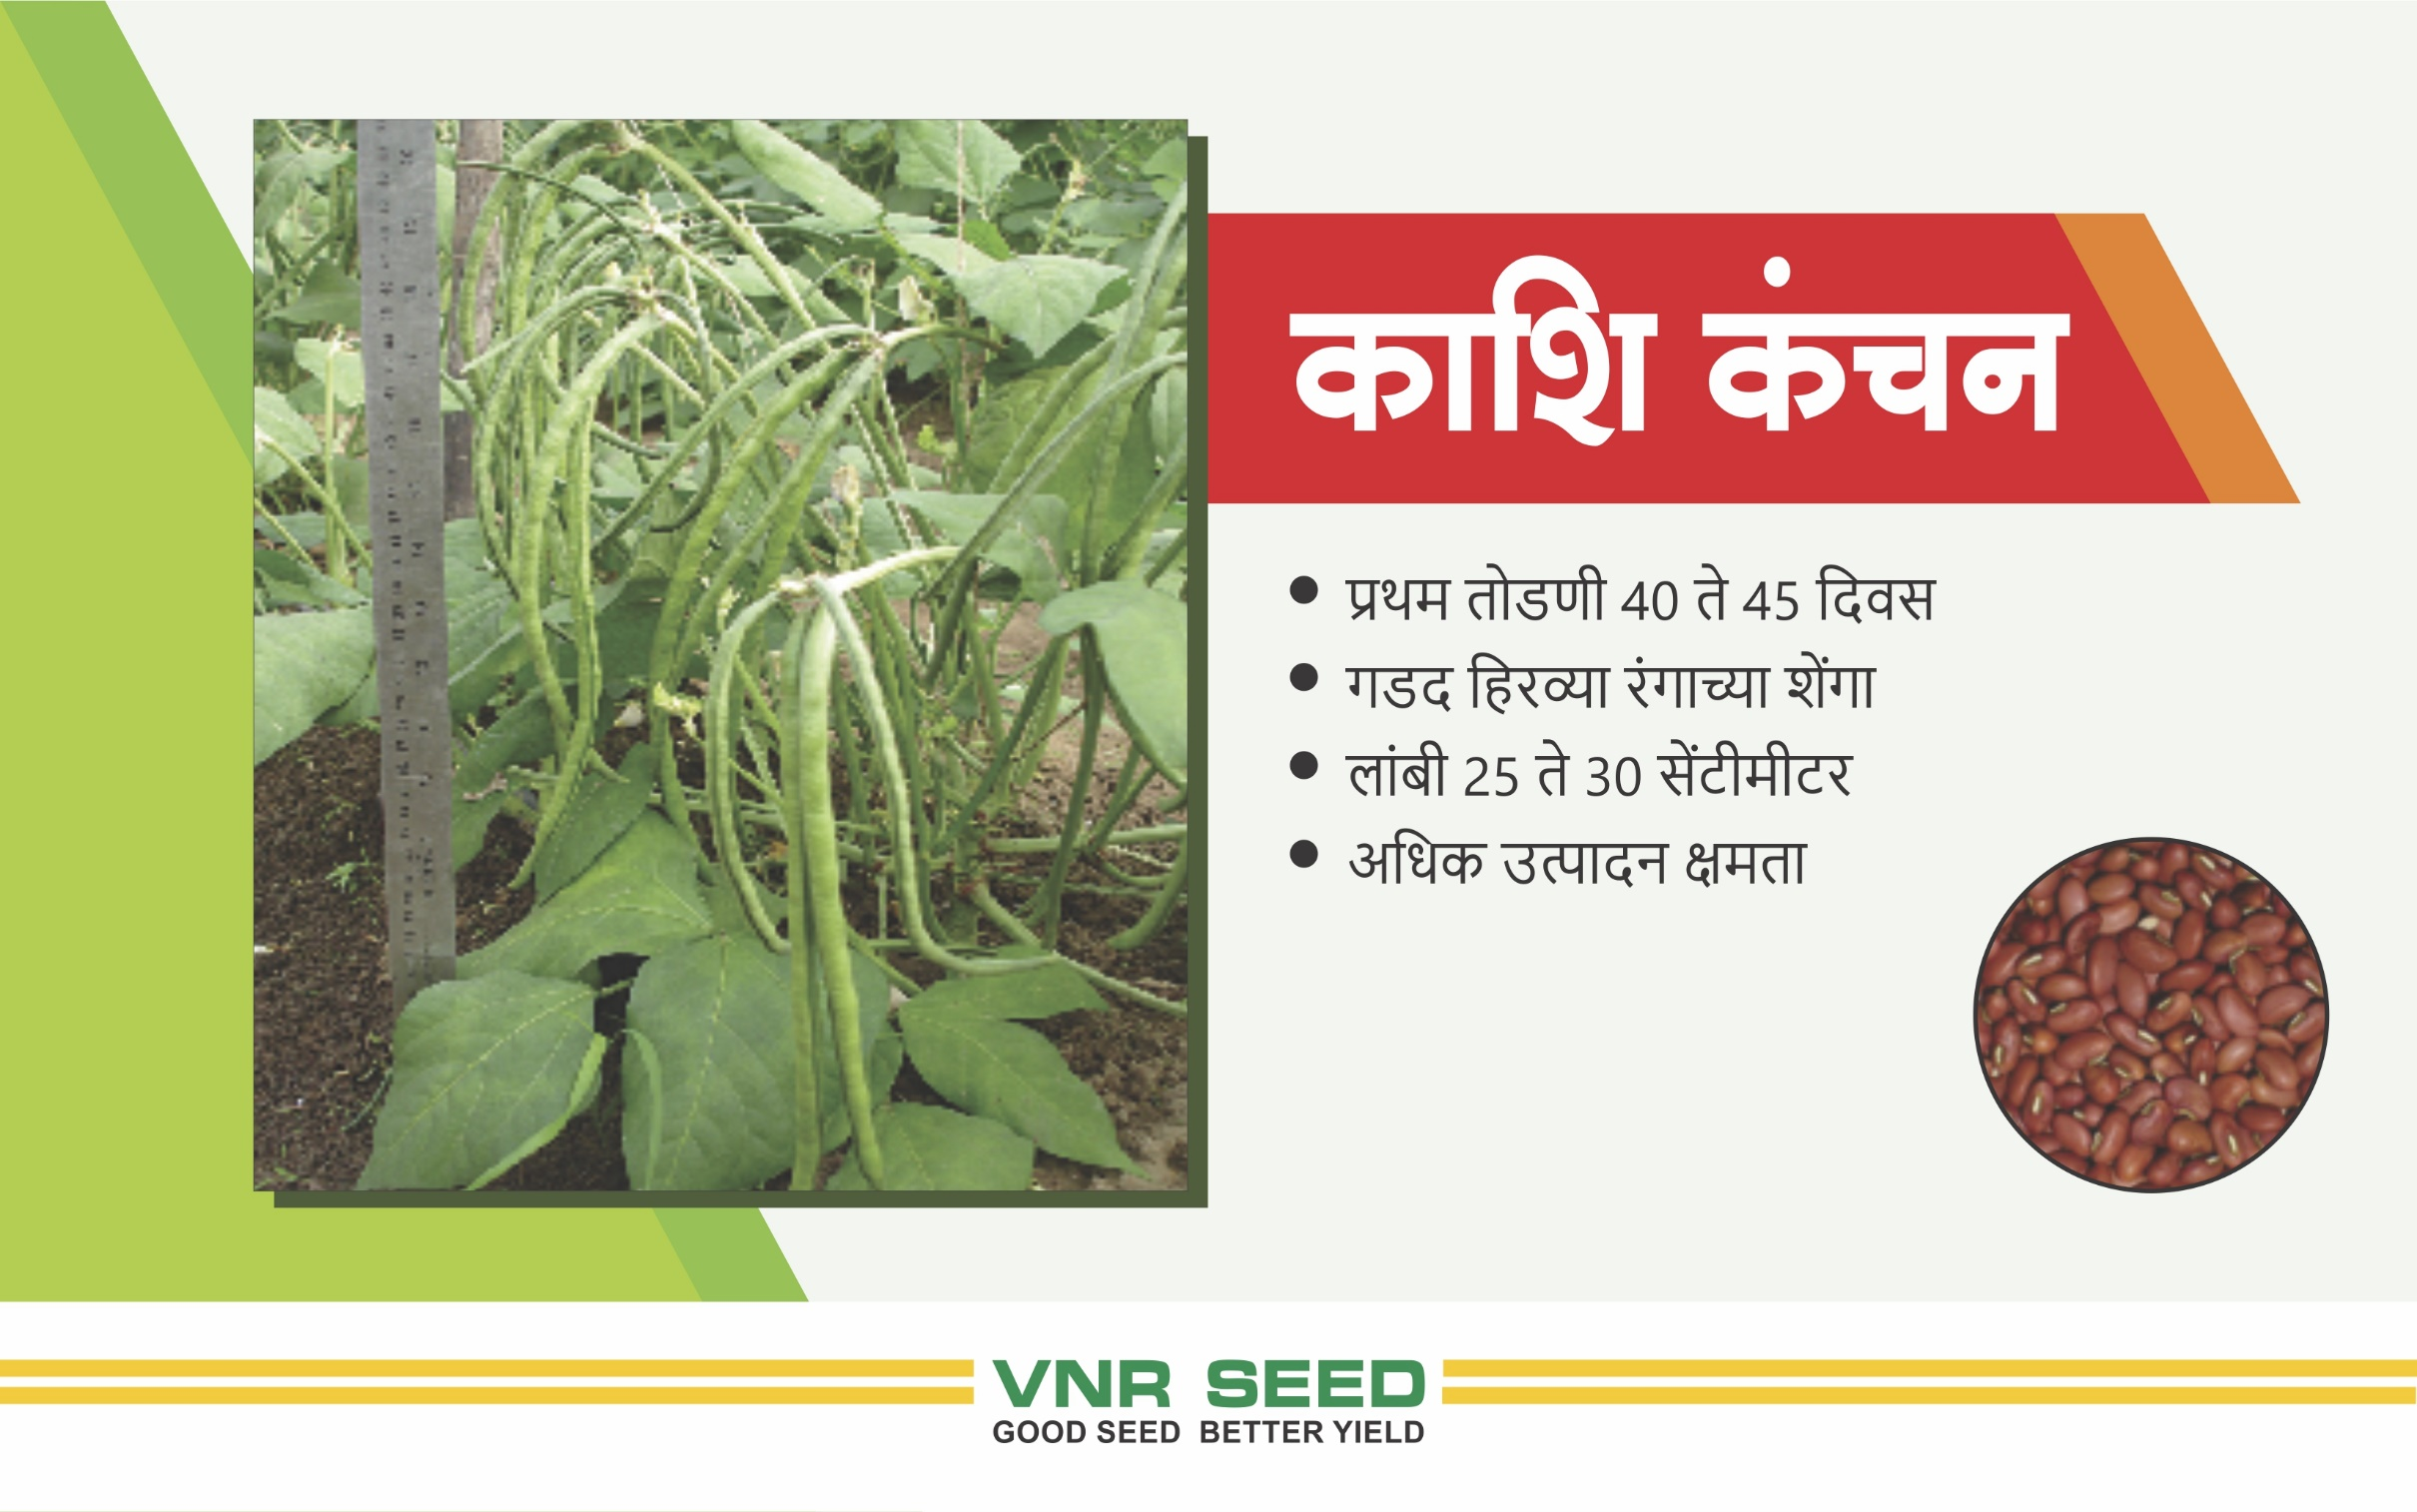 काशि कंचन
प्रथम तोडणी 40 ते 45 दिवस
गडद हिरव्या रंगाच्या शेंगा
लांबी 25 ते 30 सेंटीमीटर
अधिक उत्पादन क्षमता
VNR SEED
GOOD SEED BETTER YIELD